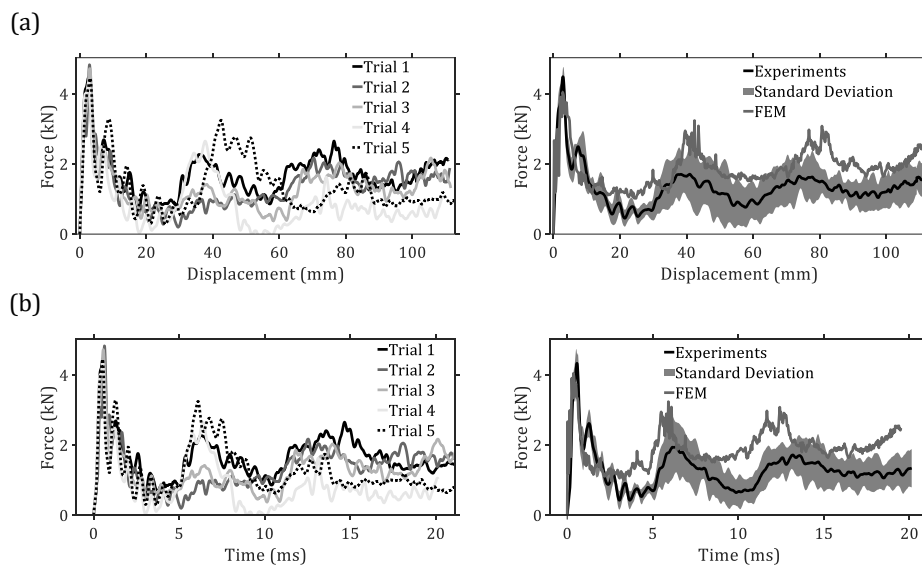 (a)
Force (kN)
4
2
0
0 20 40 60 80 100
Displacement (mm)
Trial 1
Trial 2
Trial 3
Trial 4
Trial 5
Force (kN)
4
2
0
0 20 40 60 80 100
Displacement (mm)
Experiments
Standard Deviation
FEM
(b)
Force (kN)
4
2
0
0 5 10 15 20
Time (ms)
Trial 1
Trial 2
Trial 3
Trial 4
Trial 5
Force (kN)
4
2
0
0 5 10 15 20
Time (ms)
Experiments
Standard Deviation
FEM